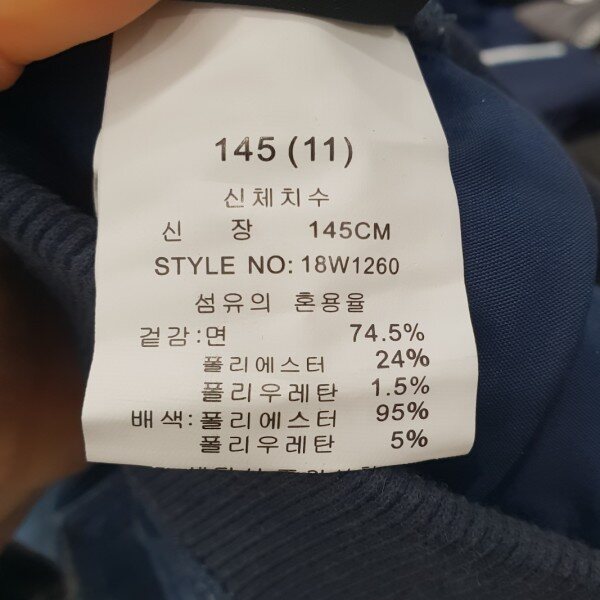 145 (11)
신체치수
신 장 145CM
STYLE NO: 18W1260
섬유의 혼용율
겉감:면 74.5%
폴리에스터 24%
폴리우레탄 1.5%
배색:폴리에스터 95%
폴리우레탄 5%